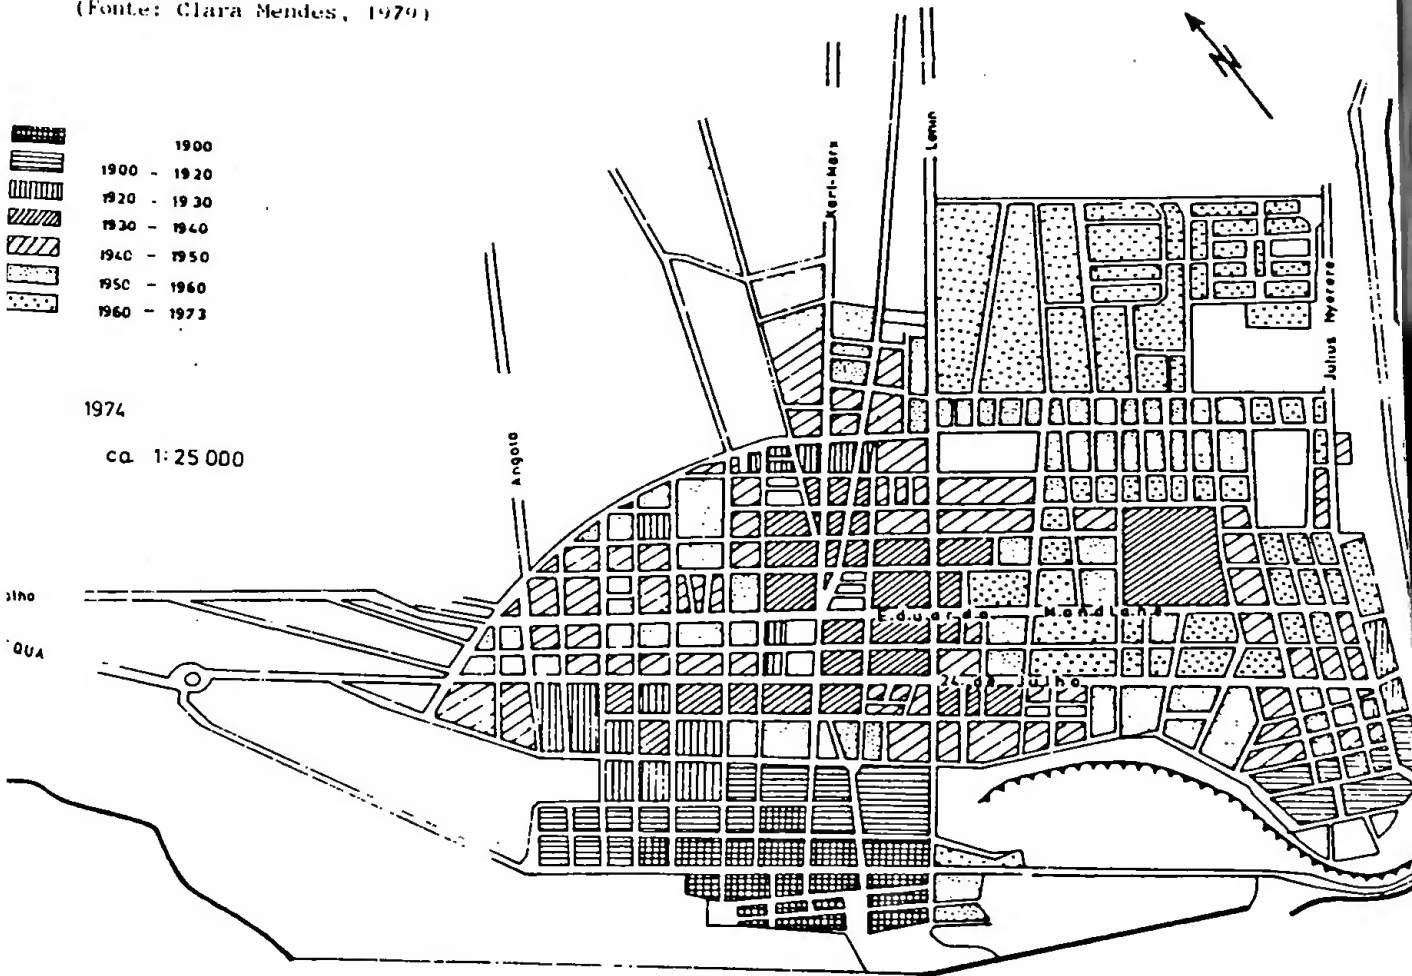 (Fonte: Clara Mendes, 1979)
1900
1900 - 1920
1920 - 1930
1930 - 1940
1940 - 1950
1950 - 1960
1960 - 1973
1974
ca 1:25 000
N
Karl-Marx
Lenin
Julius Nyerere
Angola
Eduardo Mondlane
24 de Julho
QUA